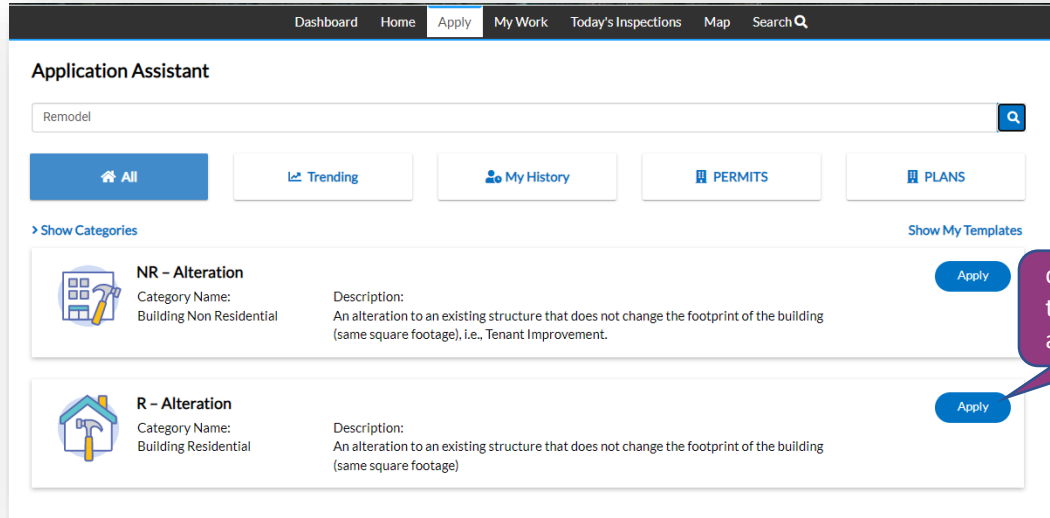 Dashboard Home Apply My Work Today's Inspections Map Search
Application Assistant
Remodel
All Trending My History PERMITS PLANS
> Show Categories Show My Templates
NR – Alteration Apply
Category Name: Description:
Building Non Residential An alteration to an existing structure that does not change the footprint of the building
(same square footage), i.e., Tenant Improvement.
R – Alteration Apply
Category Name: Description:
Building Residential An alteration to an existing structure that does not change the footprint of the building
(same square footage)